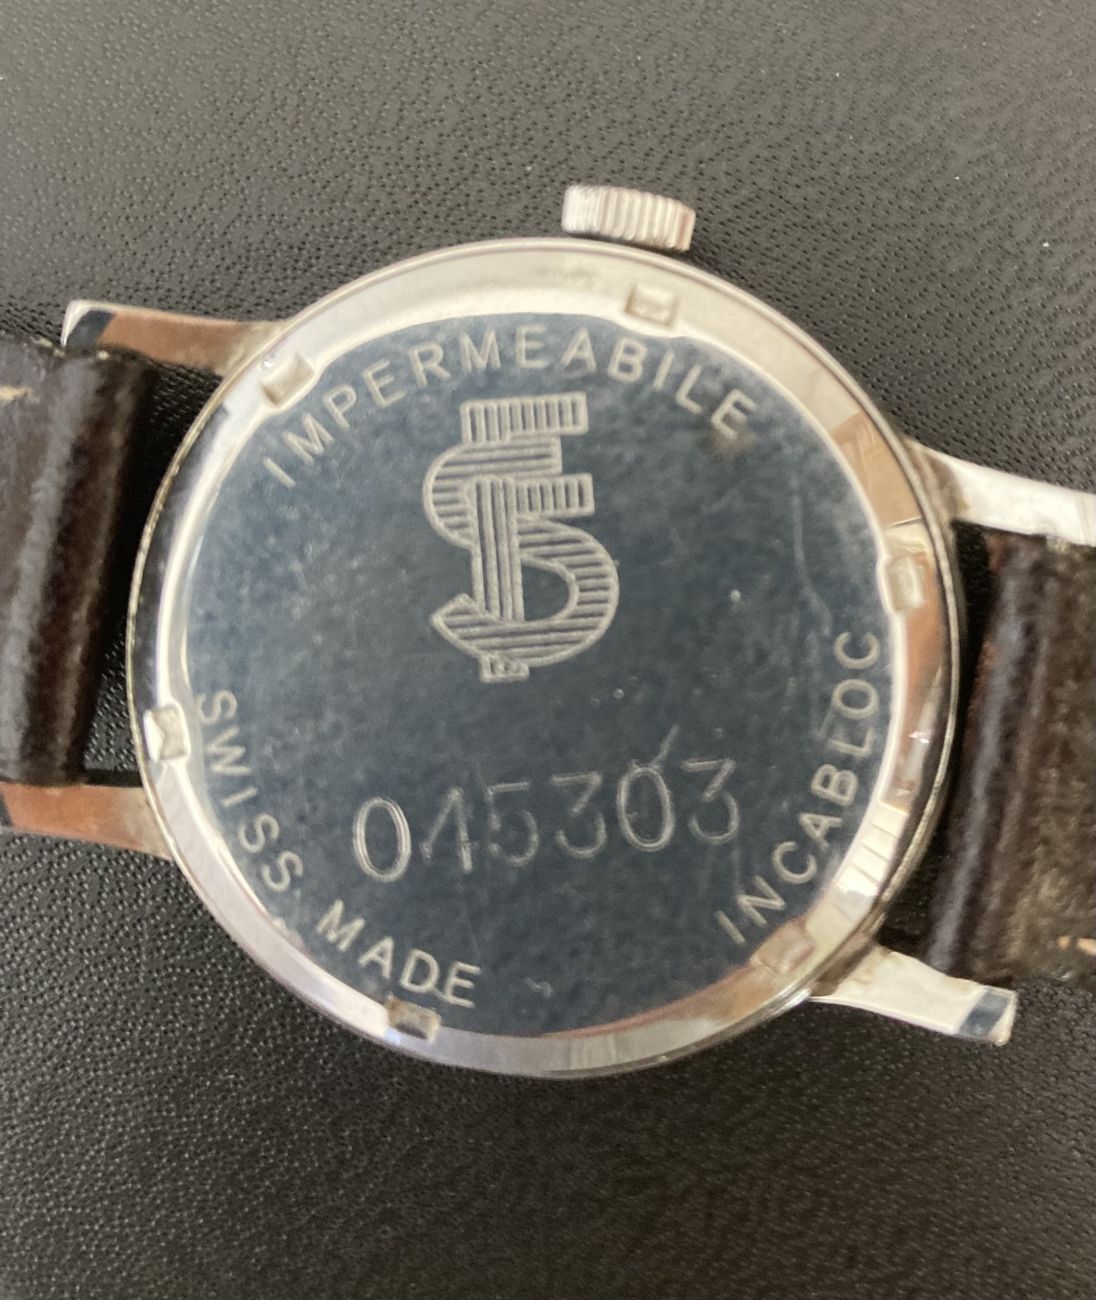 IMPERMEABILE
045303
SWISS MADE
INCABLOC